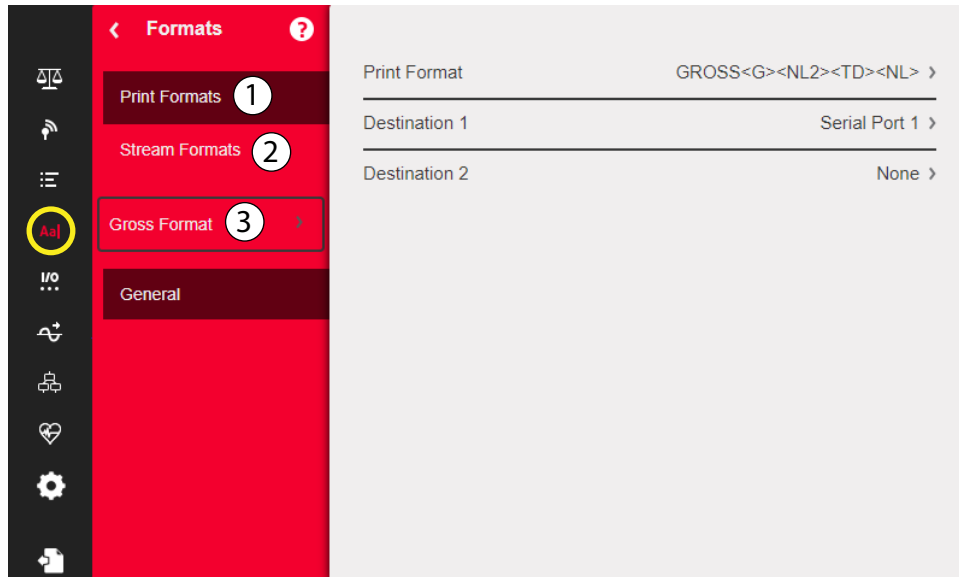 Formats ?
Print Formats 1
Stream Formats 2
Gross Format 3
General
Aa
I/O
Print Format GROSS<G><NL2><TD><NL>
Destination 1 Serial Port 1
Destination 2 None